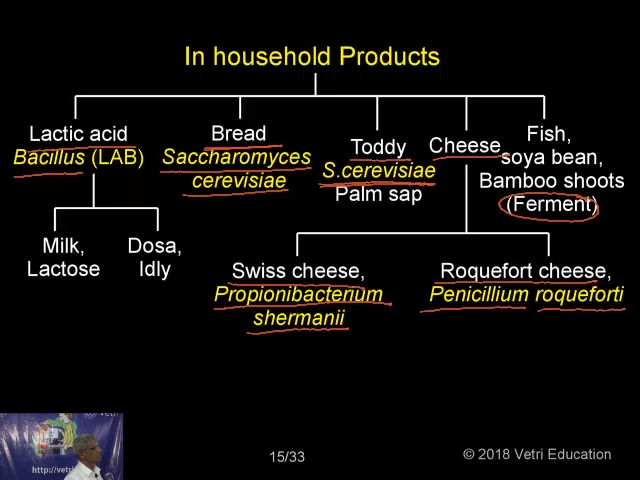 In household Products
Lactic acid
Bacillus (LAB)
Bread
Saccharomyces
cerevisiae
Toddy
S.cerevisiae
Palm sap
Cheese
Fish,
soya bean,
Bamboo shoots
(Ferment)
Milk,
Lactose
Dosa,
Idly
Swiss cheese,
Propionibacterium
shermanii
Roquefort cheese,
Penicillium roqueforti
15/33
© 2018 Vetri Education